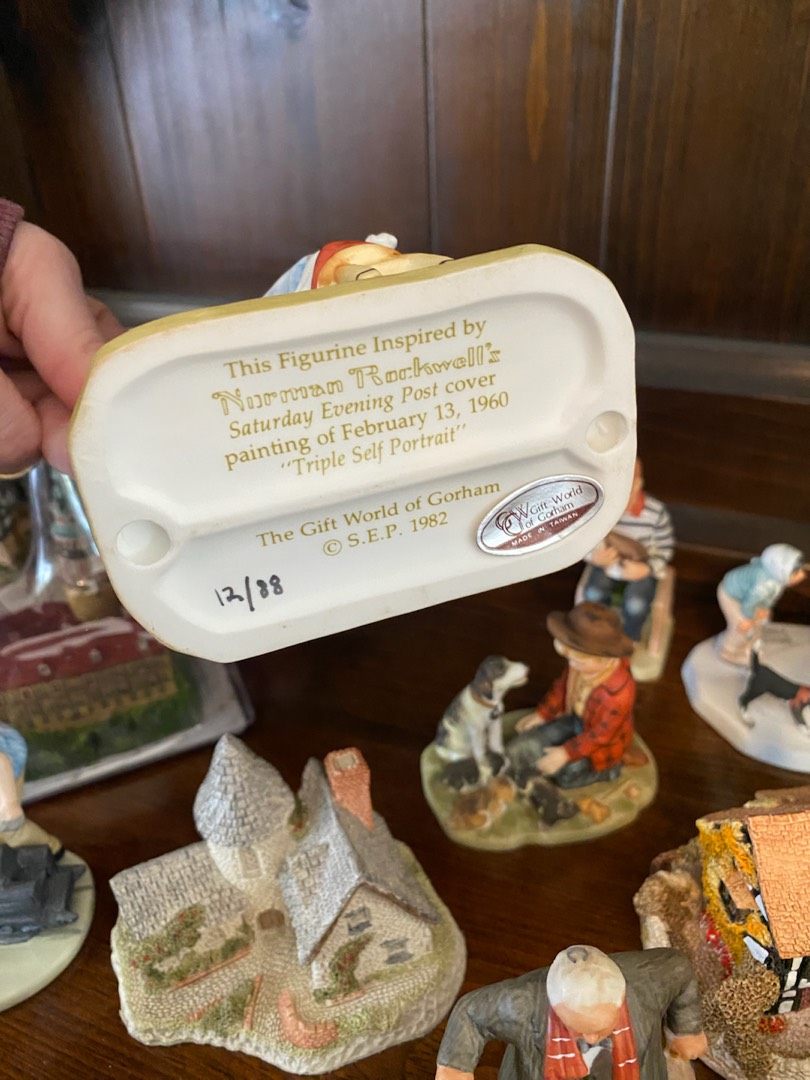 This Figurine Inspired by
Norman Rockwell's
Saturday Evening Post cover
painting of February 13, 1960
"Triple Self Portrait"
The Gift World of Gorham
© S.E.P. 1982
12/88
GW Gift World
of Gorham
MADE IN TAIWAN